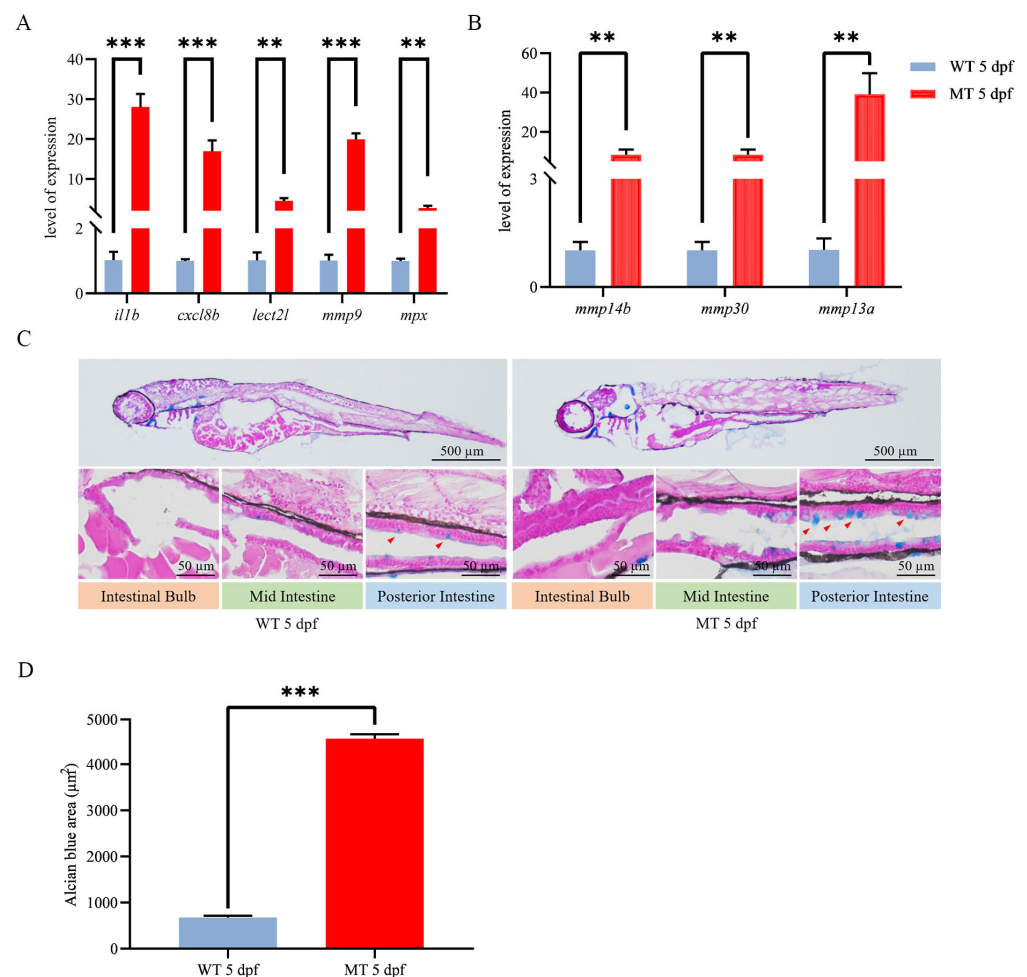 A
*** *** ** *** **
level of expression
40
30
20
10
2
0
il1b cxcl8b lect2l mmp9 mpx
B
** ** **
level of expression
60
40
20
3
0
mmp14b mmp30 mmp13a
WT 5 dpf
MT 5 dpf
C
500 µm 500 µm
50 µm 50 µm 50 µm 50 µm 50 µm 50 µm
Intestinal Bulb Mid Intestine Posterior Intestine Intestinal Bulb Mid Intestine Posterior Intestine
WT 5 dpf MT 5 dpf
D
***
Alcian blue area (µm²)
5000
4000
3000
2000
1000
0
WT 5 dpf MT 5 dpf